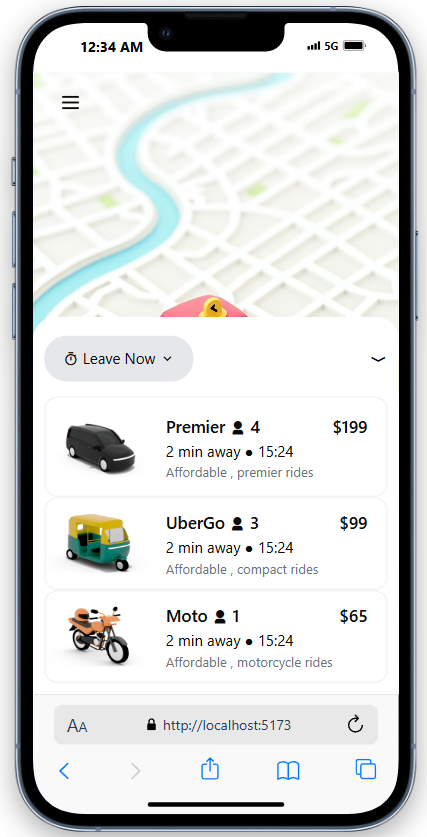 12:34 AM 5G
Leave Now
Premier 4 $199
2 min away ● 15:24
Affordable , premier rides
UberGo 3 $99
2 min away ● 15:24
Affordable , compact rides
Moto 1 $65
2 min away ● 15:24
Affordable , motorcycle rides
AA http://localhost:5173